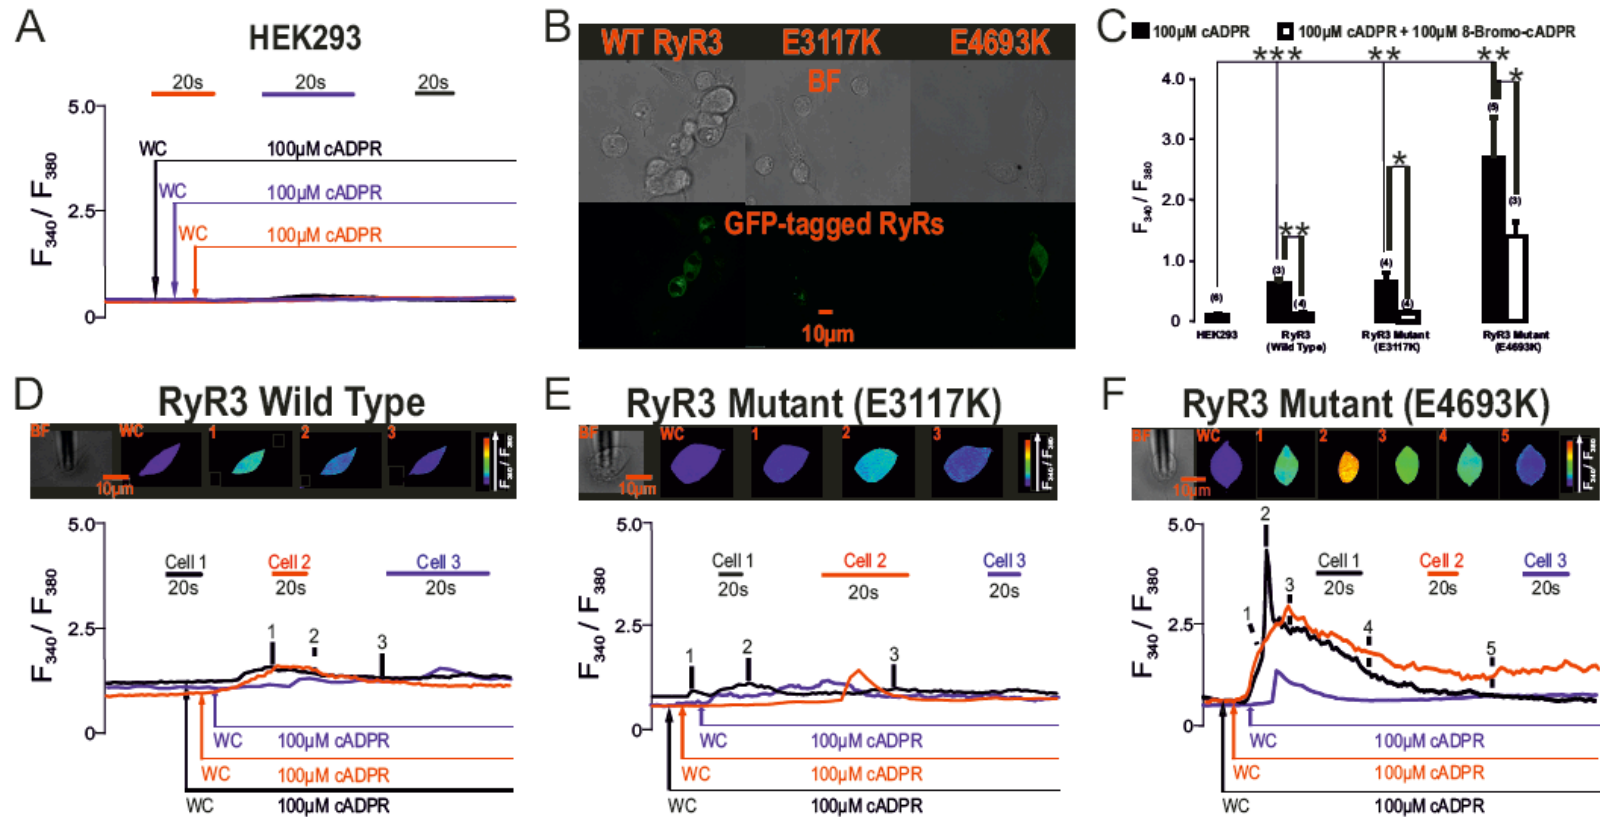 A
HEK293
20s 20s 20s
5.0
2.5
0
F340 / F380
WC 100µM cADPR
WC 100µM cADPR
WC 100µM cADPR
B
WT RyR3 E3117K E4693K
BF
GFP-tagged RyRs
10µm
C
100µM cADPR 100µM cADPR + 100µM 8-Bromo-cADPR
*** ** **
*
*
**
4.0
3.0
2.0
1.0
0
F340 / F380
(6) (3) (4) (4) (4) (5) (3)
HEK293 RyR3 RyR3 Mutant RyR3 Mutant
(Wild Type) (E3117K) (E4693K)
D
RyR3 Wild Type
BF WC 1 2 3
10µm
F340 / F380
5.0
2.5
0
F340 / F380
Cell 1 Cell 2 Cell 3
20s 20s 20s
1 2 3
WC 100µM cADPR
WC 100µM cADPR
WC 100µM cADPR
E
RyR3 Mutant (E3117K)
BF WC 1 2 3
10µm
F340 / F380
5.0
2.5
0
F340 / F380
Cell 1 Cell 2 Cell 3
20s 20s 20s
1 2 3
WC 100µM cADPR
WC 100µM cADPR
WC 100µM cADPR
F
RyR3 Mutant (E4693K)
BF WC 1 2 3 4 5
10µm
F340 / F380
5.0
2.5
0
F340 / F380
Cell 1 Cell 2 Cell 3
20s 20s 20s
1 2 3 4 5
WC 100µM cADPR
WC 100µM cADPR
WC 100µM cADPR